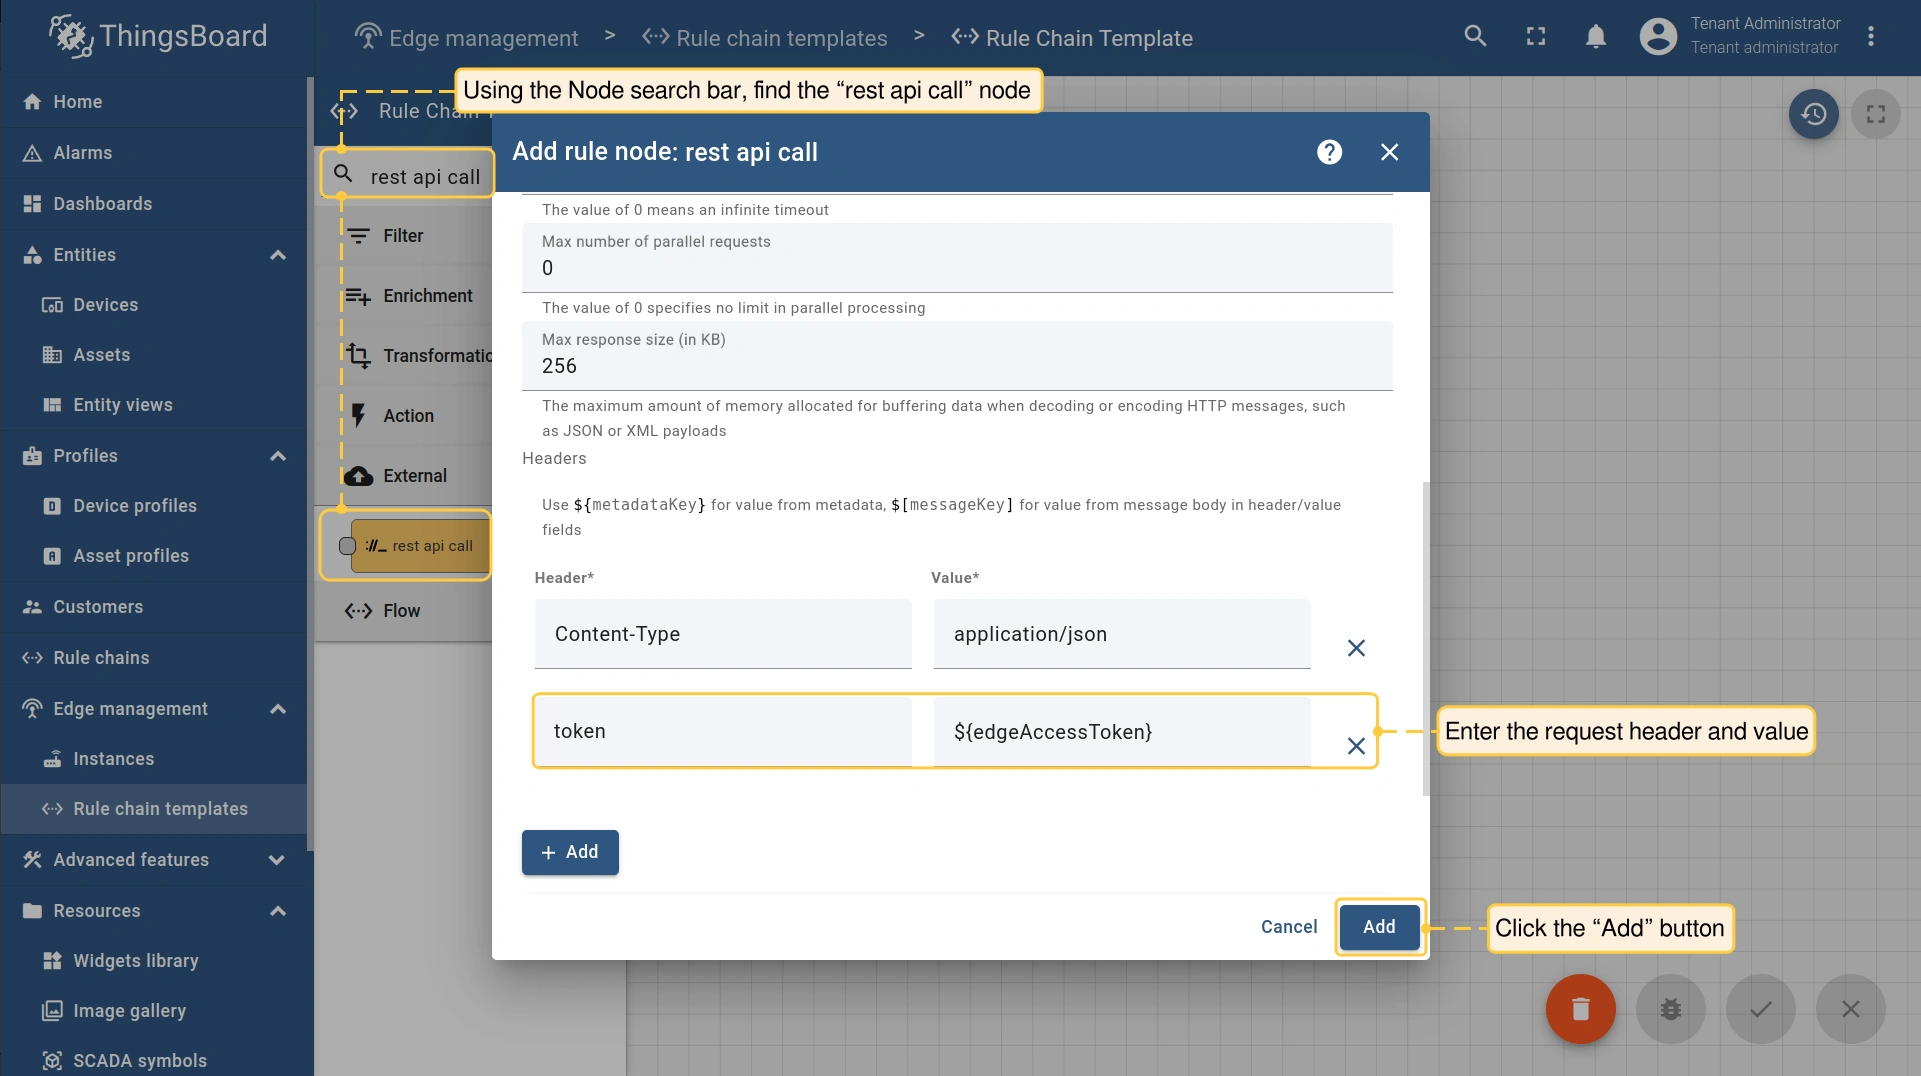 ThingsBoard
Edge management > Rule chain templates > Rule Chain Template
Tenant Administrator
Tenant administrator
Using the Node search bar, find the “rest api call” node
Home
Alarms
Dashboards
Entities
Devices
Assets
Entity views
Profiles
Device profiles
Asset profiles
Customers
Rule chains
Edge management
Instances
Rule chain templates
Advanced features
Resources
Widgets library
Image gallery
SCADA symbols
Rule Chain
rest api call
Filter
Enrichment
Transformatio
Action
External
rest api call
Flow
Add rule node: rest api call
The value of 0 means an infinite timeout
Max number of parallel requests
0
The value of 0 specifies no limit in parallel processing
Max response size (in KB)
256
The maximum amount of memory allocated for buffering data when decoding or encoding HTTP messages, such
as JSON or XML payloads
Headers
Use ${metadataKey} for value from metadata, $[messageKey] for value from message body in header/value
fields
Header* Value*
Content-Type application/json
token ${edgeAccessToken}
Enter the request header and value
+ Add
Cancel Add
Click the “Add” button